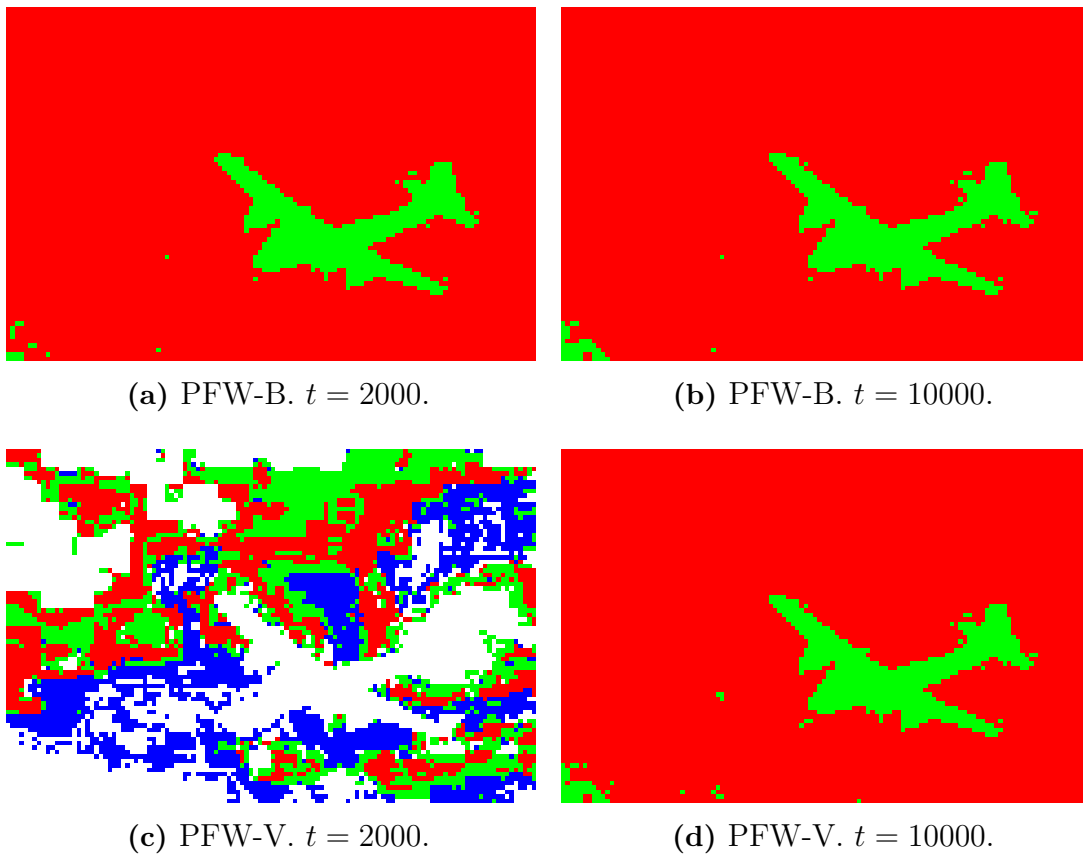 (a) PFW-B. t = 2000.
(b) PFW-B. t = 10000.
(c) PFW-V. t = 2000.
(d) PFW-V. t = 10000.